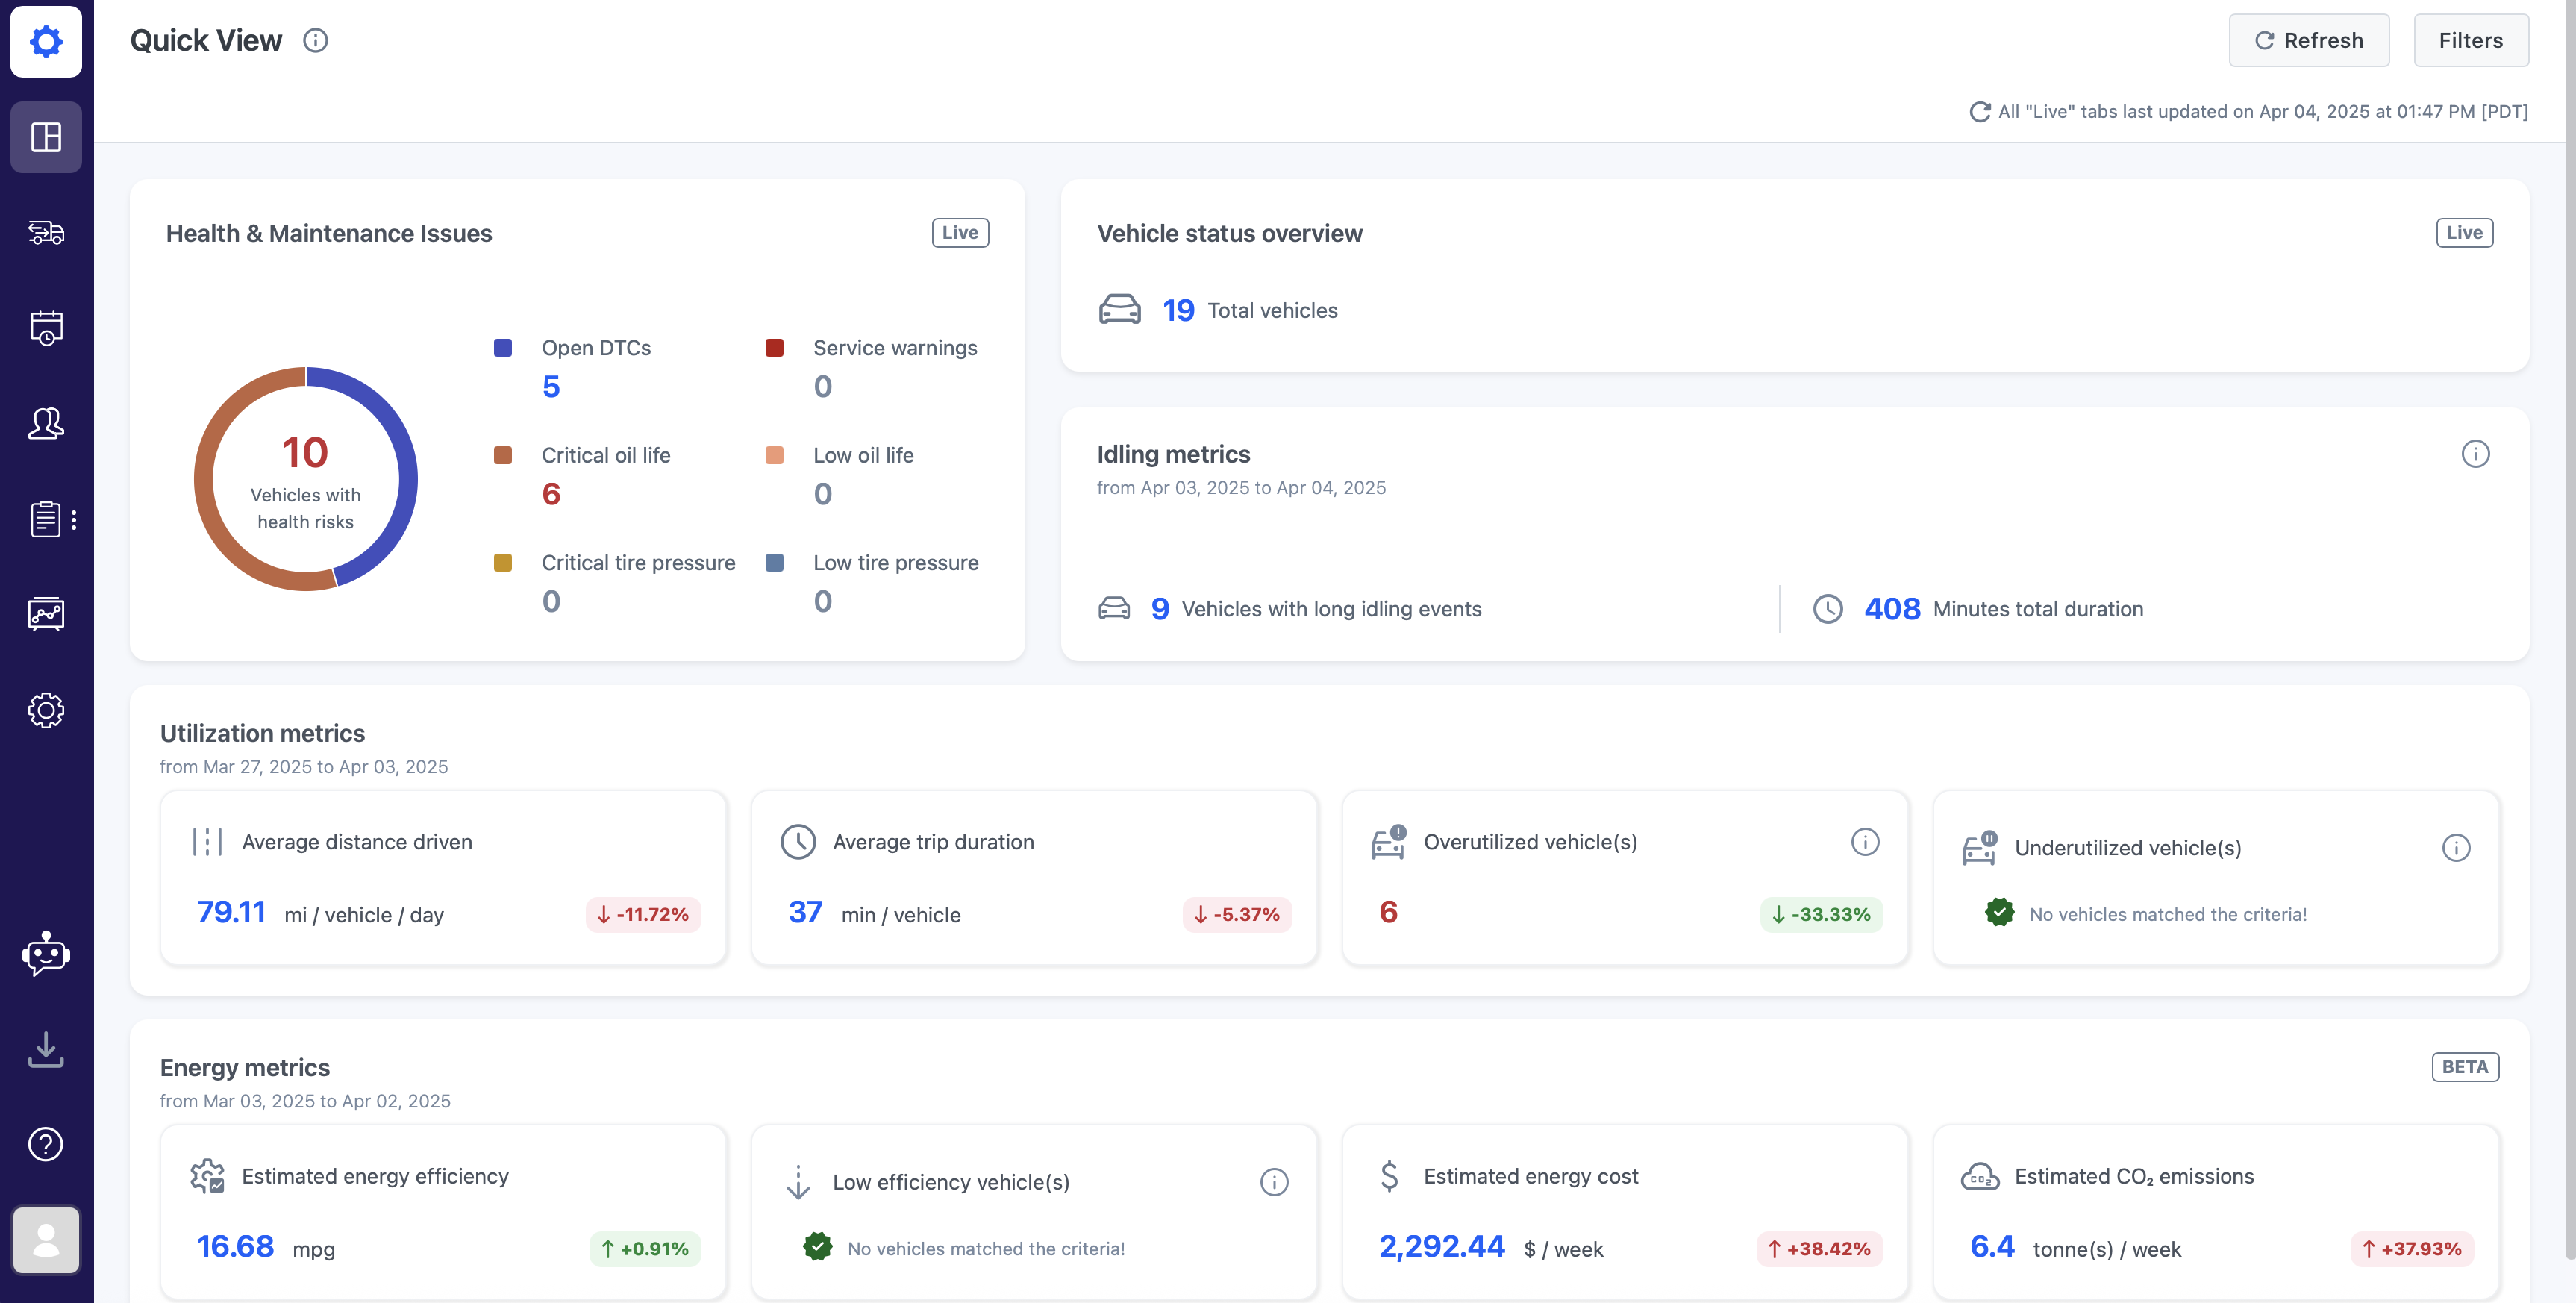 Quick View
Refresh
Filters
All "Live" tabs last updated on Apr 04, 2025 at 01:47 PM [PDT]
Health & Maintenance Issues
Live
10
Vehicles with
health risks
Open DTCs
5
Service warnings
0
Critical oil life
6
Low oil life
0
Critical tire pressure
0
Low tire pressure
0
Vehicle status overview
Live
19 Total vehicles
Idling metrics
from Apr 03, 2025 to Apr 04, 2025
9 Vehicles with long idling events
408 Minutes total duration
Utilization metrics
from Mar 27, 2025 to Apr 03, 2025
Average distance driven
79.11 mi / vehicle / day
↓ -11.72%
Average trip duration
37 min / vehicle
↓ -5.37%
Overutilized vehicle(s)
6
↓ -33.33%
Underutilized vehicle(s)
No vehicles matched the criteria!
Energy metrics
BETA
from Mar 03, 2025 to Apr 02, 2025
Estimated energy efficiency
16.68 mpg
↑ +0.91%
Low efficiency vehicle(s)
No vehicles matched the criteria!
Estimated energy cost
2,292.44 $ / week
↑ +38.42%
CO₂
Estimated CO₂ emissions
6.4 tonne(s) / week
↑ +37.93%